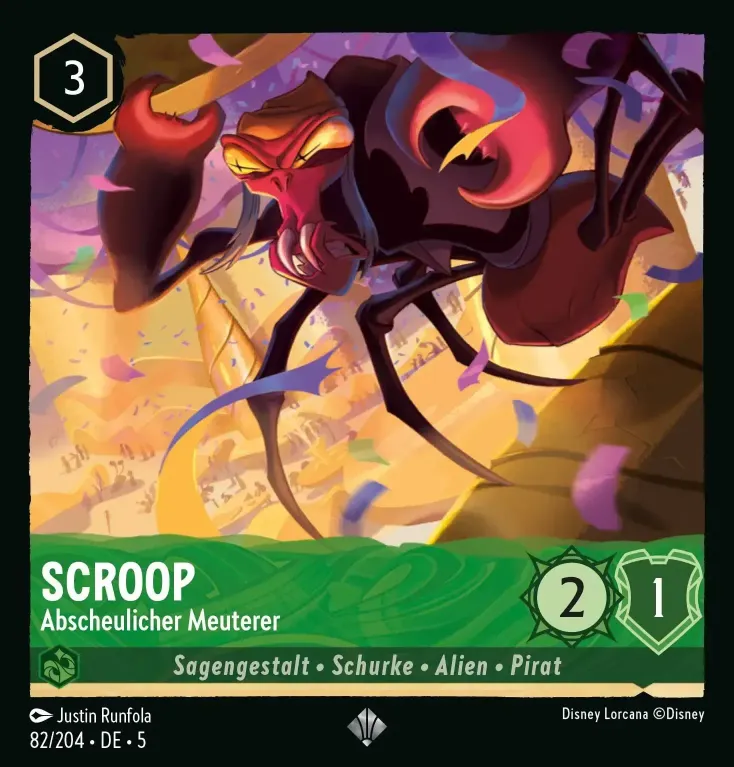 3
SCROOP
Abscheulicher Meuterer
2
1
Sagengestalt • Schurke • Alien • Pirat
Justin Runfola
Disney Lorcana ©Disney
82/204 • DE • 5